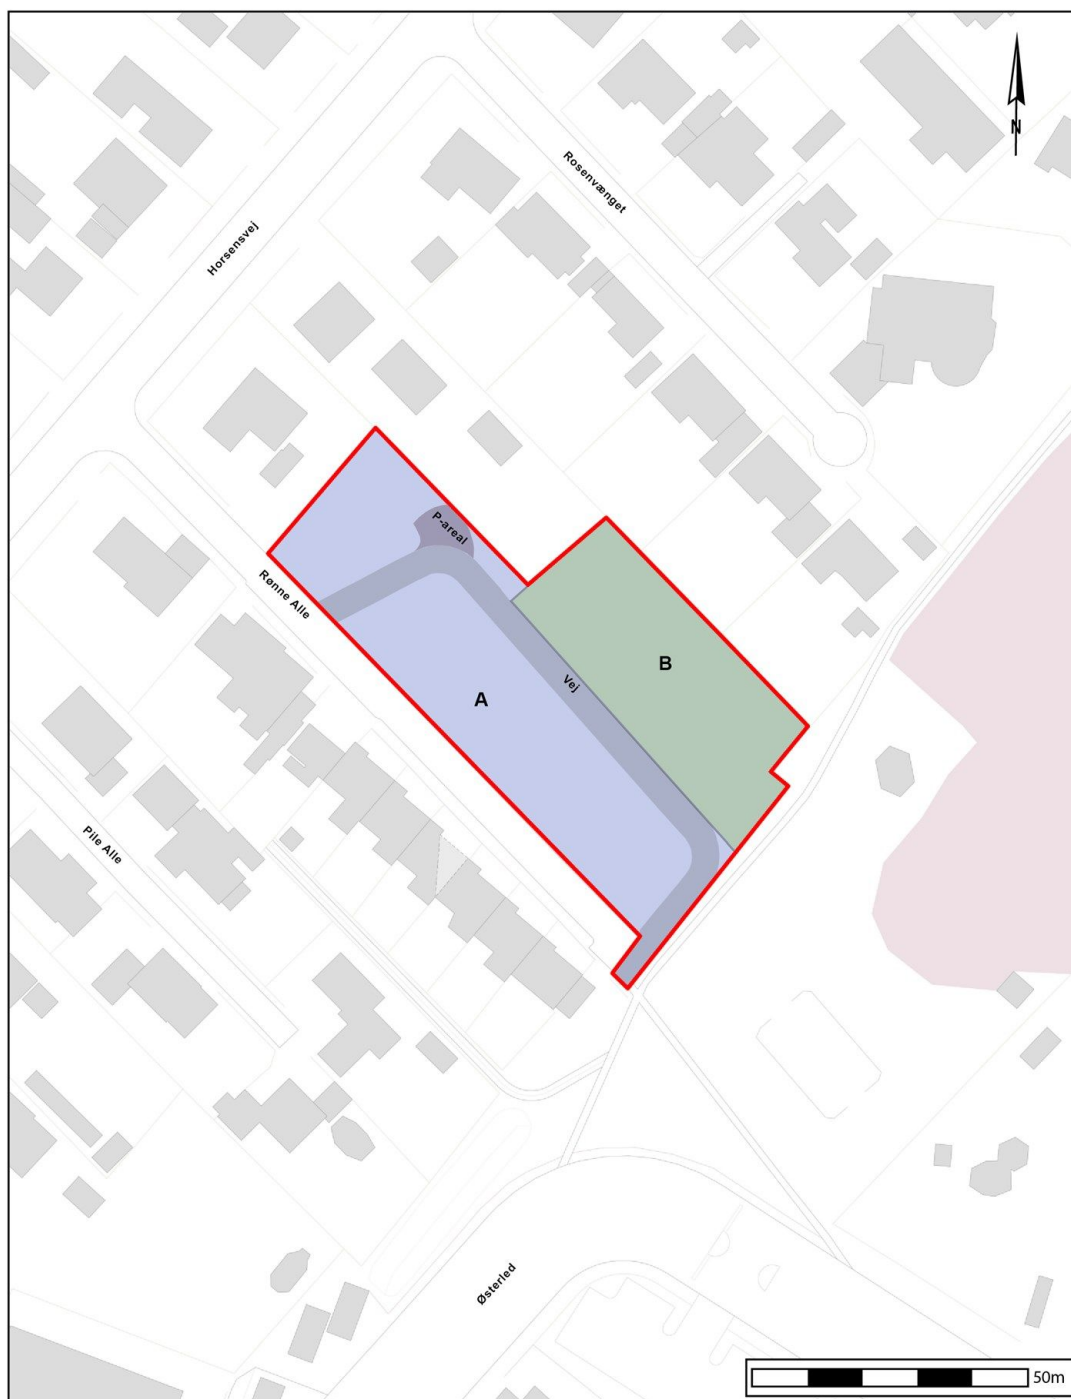 N
Rosenvænget
Horsensvej
P-areal
Rønne Alle
B
Vej
A
Pile Alle
Østerled
50m